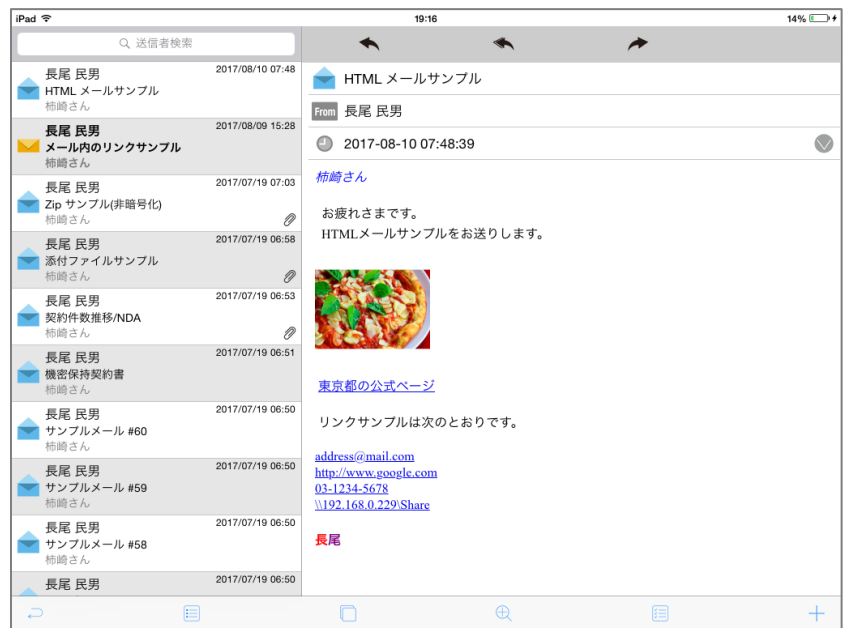 iPad 19:16 14%
送信者検索
長尾 民男 2017/08/10 07:48
HTML メールサンプル
柿崎さん
長尾 民男 2017/08/09 15:28
メール内のリンクサンプル
柿崎さん
長尾 民男 2017/07/19 07:03
Zip サンプル(非暗号化)
柿崎さん
長尾 民男 2017/07/19 06:58
添付ファイルサンプル
柿崎さん
長尾 民男 2017/07/19 06:53
契約件数推移/NDA
柿崎さん
長尾 民男 2017/07/19 06:51
機密保持契約書
柿崎さん
長尾 民男 2017/07/19 06:50
サンプルメール #60
柿崎さん
長尾 民男 2017/07/19 06:50
サンプルメール #59
柿崎さん
長尾 民男 2017/07/19 06:50
サンプルメール #58
柿崎さん
長尾 民男 2017/07/19 06:50
HTML メールサンプル
From 長尾 民男
2017-08-10 07:48:39
柿崎さん
お疲れさまです。
HTMLメールサンプルをお送りします。
東京都の公式ページ
リンクサンプルは次のとおりです。
address@mail.com
http://www.google.com
03-1234-5678
\\192.168.0.229\Share
長尾